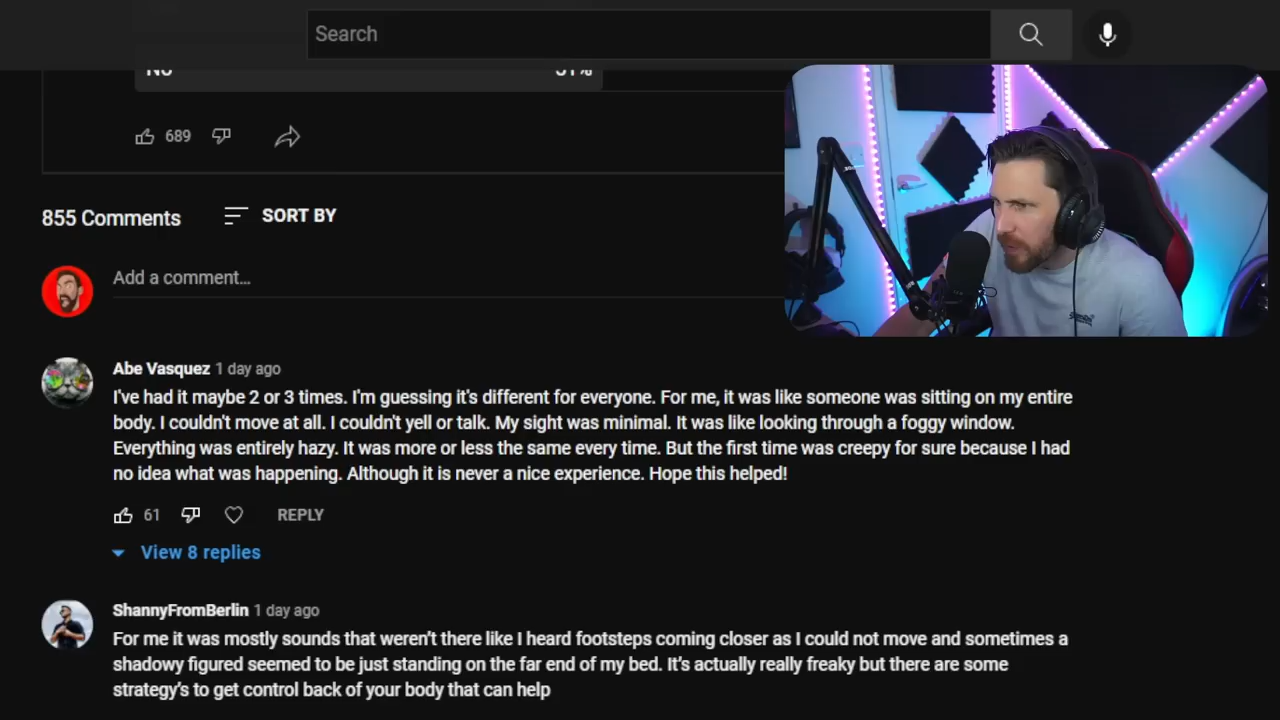 Search
689
855 Comments
SORT BY
Add a comment...
Abe Vasquez 1 day ago
I've had it maybe 2 or 3 times. I'm guessing it's different for everyone. For me, it was like someone was sitting on my entire
body. I couldn't move at all. I couldn't yell or talk. My sight was minimal. It was like looking through a foggy window.
Everything was entirely hazy. It was more or less the same every time. But the first time was creepy for sure because I had
no idea what was happening. Although it is never a nice experience. Hope this helped!
61 REPLY
View 8 replies
ShannyFromBerlin 1 day ago
For me it was mostly sounds that weren't there like I heard footsteps coming closer as I could not move and sometimes a
shadowy figured seemed to be just standing on the far end of my bed. It's actually really freaky but there are some
strategy's to get control back of your body that can help